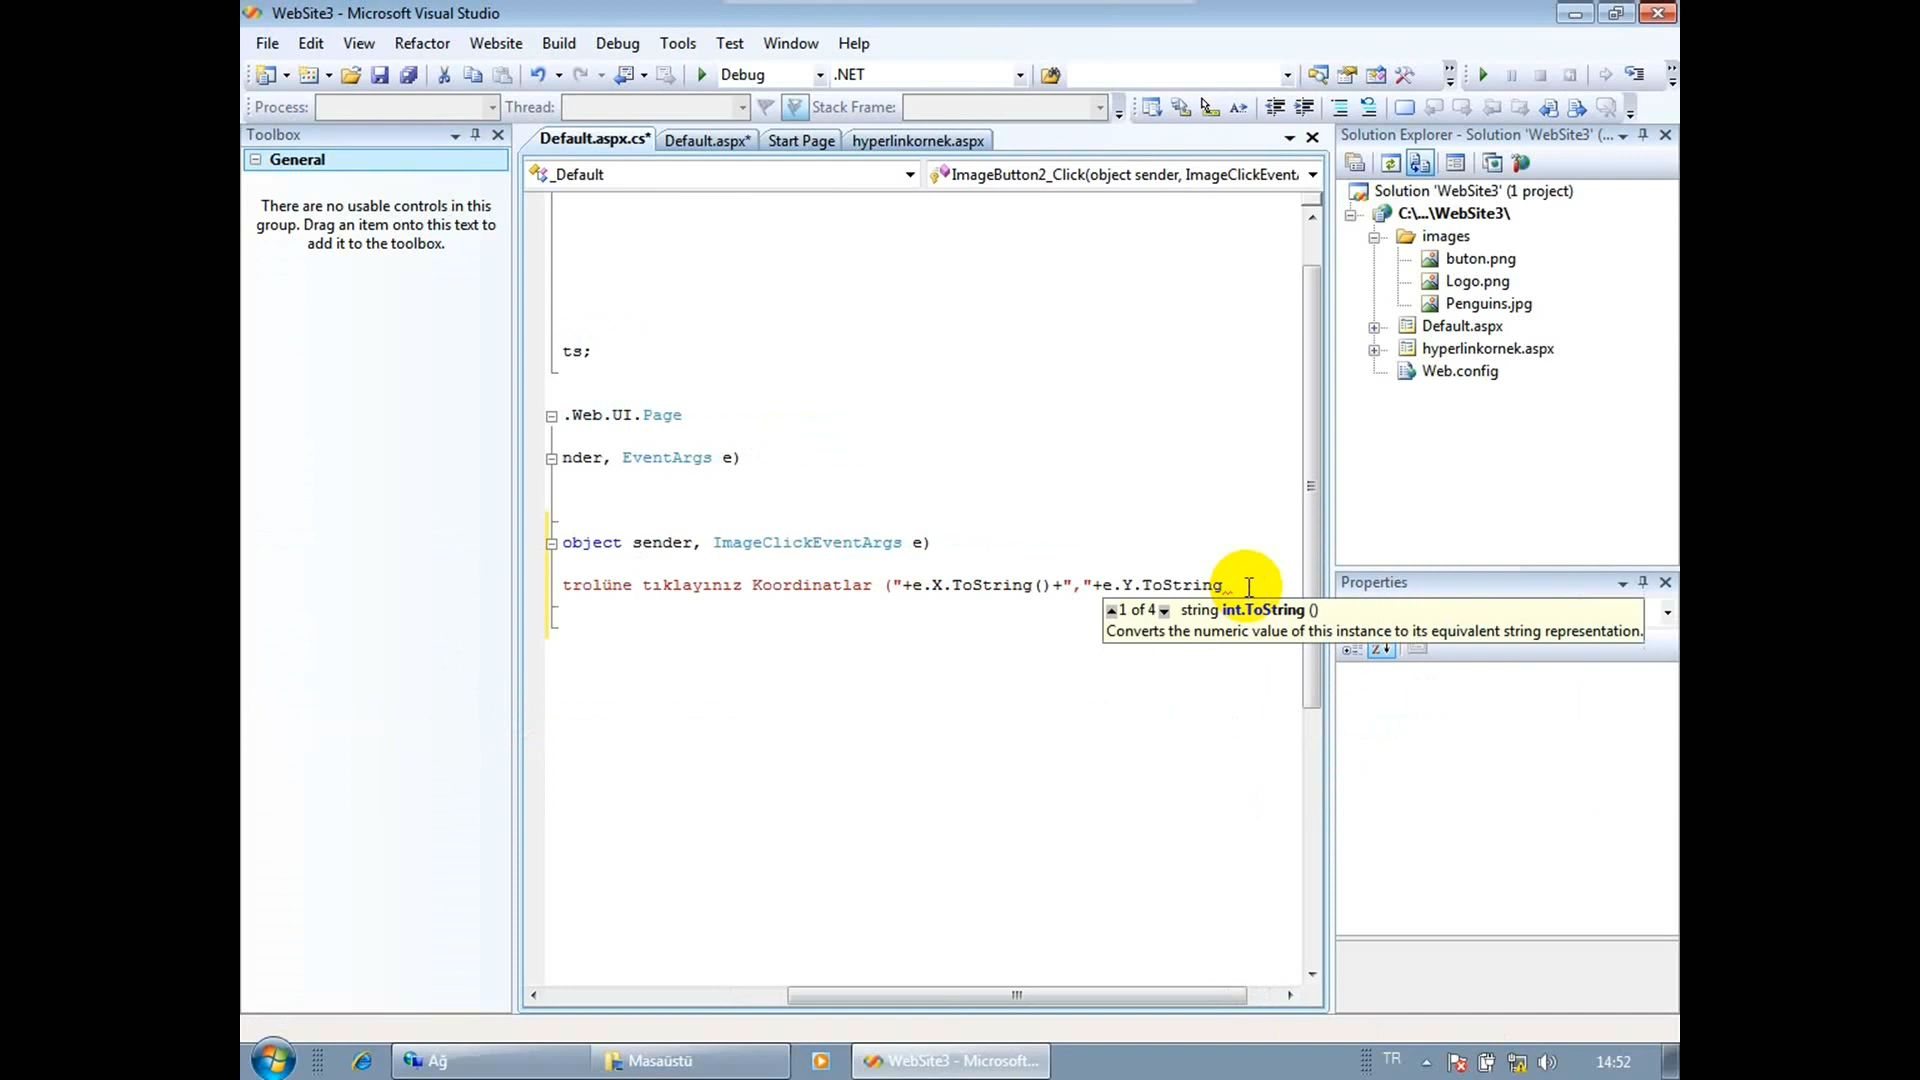 WebSite3 - Microsoft Visual Studio
File Edit View Refactor Website Build Debug Tools Test Window Help
Debug .NET
Process: Thread: Stack Frame:
Toolbox
General
There are no usable controls in this
group. Drag an item onto this text to
add it to the toolbox.
Default.aspx.cs* Default.aspx* Start Page hyperlinkornek.aspx
_Default ImageButton2_Click(object sender, ImageClickEventA
ts;
.Web.UI.Page
nder, EventArgs e)
object sender, ImageClickEventArgs e)
trolüne tıklayınız Koordinatlar ("+e.X.ToString()+","+e.Y.ToString
1 of 4 string int.ToString ()
Converts the numeric value of this instance to its equivalent string representation.
Solution Explorer - Solution 'WebSite3' (...
Solution 'WebSite3' (1 project)
C:\...\WebSite3\
images
buton.png
Logo.png
Penguins.jpg
Default.aspx
hyperlinkornek.aspx
Web.config
Properties
Ağ Masaüstü WebSite3 - Microsoft... TR 14:52